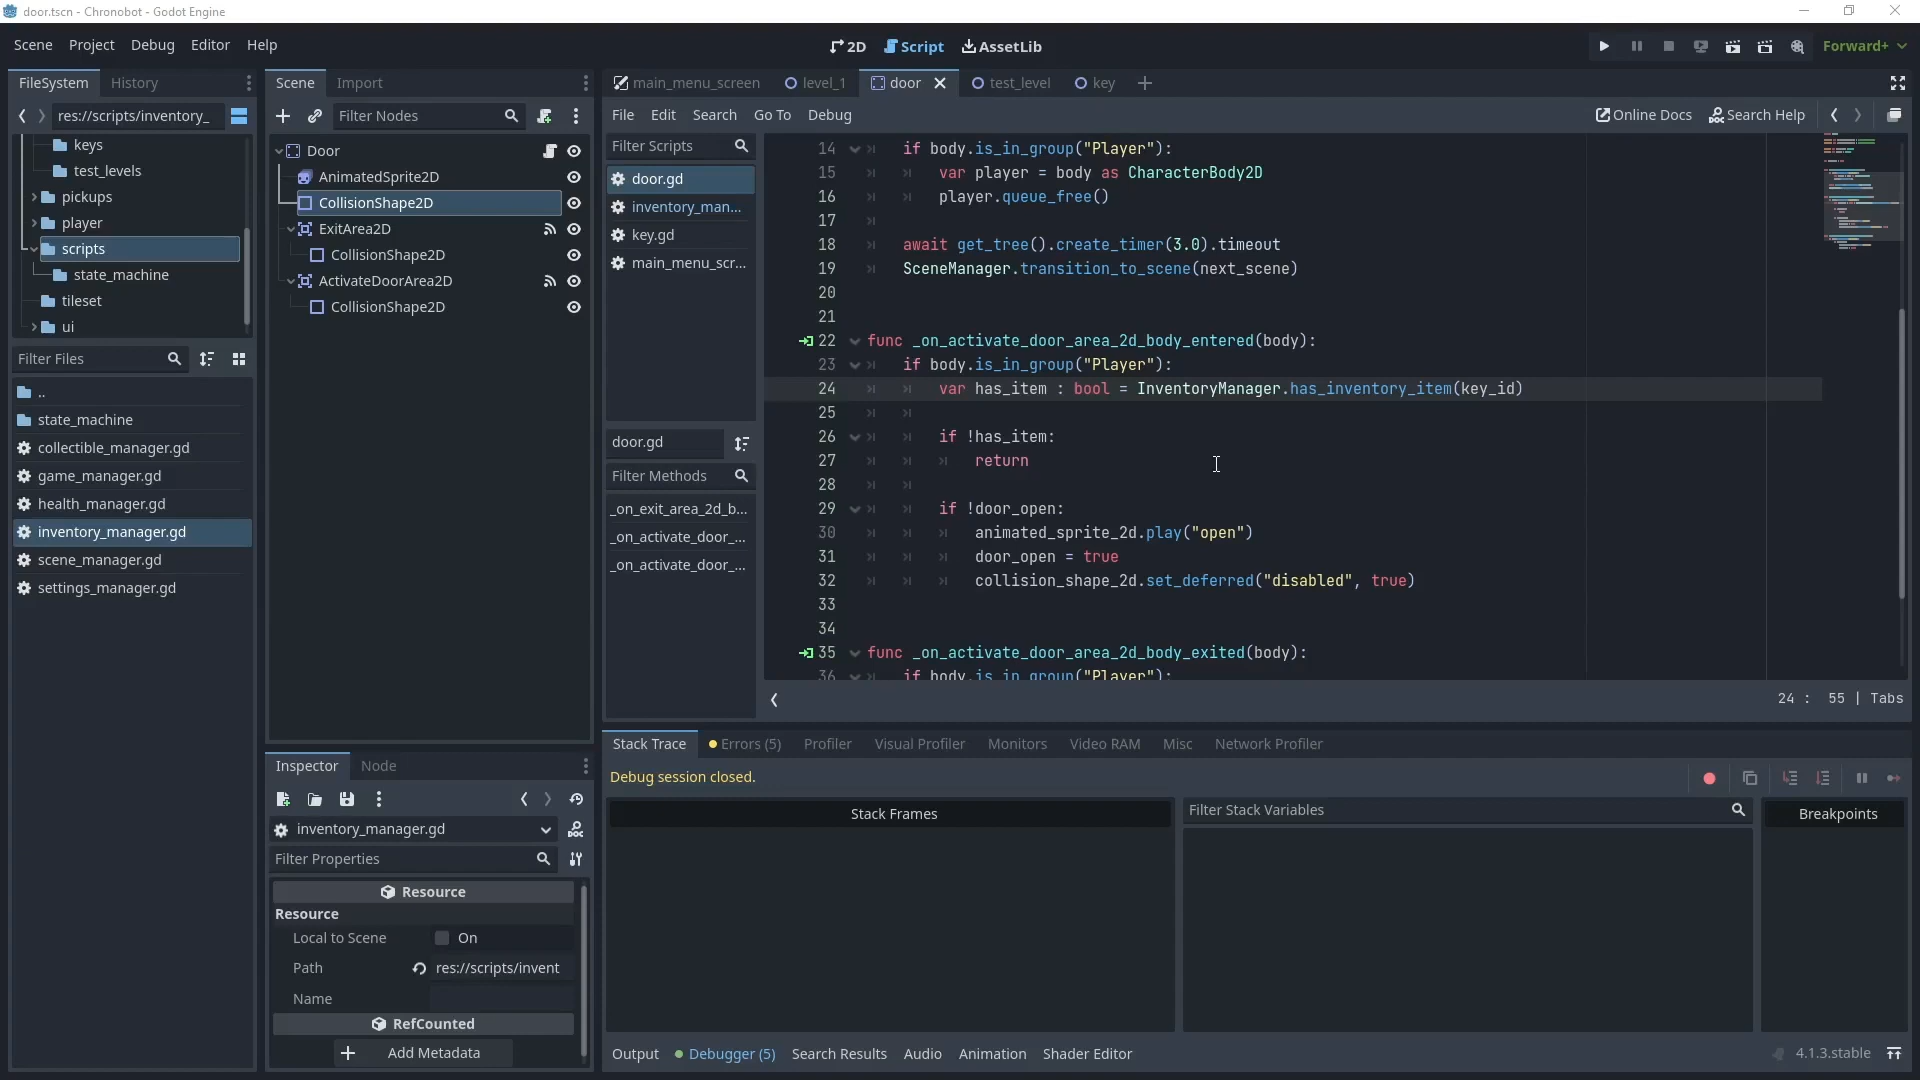 door.tscn - Chronobot - Godot Engine
Scene Project Debug Editor Help
2D Script AssetLib
Forward+
FileSystem History
res://scripts/inventory_
keys
test_levels
pickups
player
scripts
state_machine
tileset
ui
Filter Files
..
state_machine
collectible_manager.gd
game_manager.gd
health_manager.gd
inventory_manager.gd
scene_manager.gd
settings_manager.gd
Scene Import
Filter Nodes
Door
AnimatedSprite2D
CollisionShape2D
ExitArea2D
CollisionShape2D
ActivateDoorArea2D
CollisionShape2D
Inspector Node
inventory_manager.gd
Filter Properties
Resource
Resource
Local to Scene On
Path res://scripts/invent
Name
RefCounted
Add Metadata
main_menu_screen level_1 door test_level key
File Edit Search Go To Debug
Online Docs Search Help
Filter Scripts
door.gd
inventory_man...
key.gd
main_menu_scr...
door.gd
Filter Methods
_on_exit_area_2d_b...
_on_activate_door_...
_on_activate_door_...
14 if body.is_in_group("Player"):
15 var player = body as CharacterBody2D
16 player.queue_free()
17
18 await get_tree().create_timer(3.0).timeout
19 SceneManager.transition_to_scene(next_scene)
20
21
22 func _on_activate_door_area_2d_body_entered(body):
23 if body.is_in_group("Player"):
24 var has_item : bool = InventoryManager.has_inventory_item(key_id)
25
26 if !has_item:
27 return
28
29 if !door_open:
30 animated_sprite_2d.play("open")
31 door_open = true
32 collision_shape_2d.set_deferred("disabled", true)
33
34
35 func _on_activate_door_area_2d_body_exited(body):
36 if body.is_in_group("Player"):
24 : 55 | Tabs
Stack Trace Errors (5) Profiler Visual Profiler Monitors Video RAM Misc Network Profiler
Debug session closed.
Stack Frames
Filter Stack Variables
Breakpoints
Output Debugger (5) Search Results Audio Animation Shader Editor
4.1.3.stable